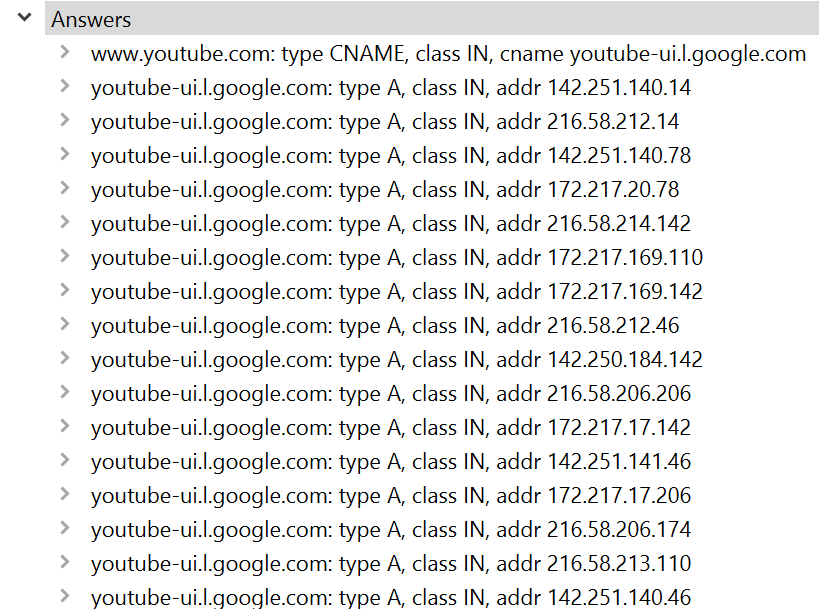 Answers
www.youtube.com: type CNAME, class IN, cname youtube-ui.l.google.com
youtube-ui.l.google.com: type A, class IN, addr 142.251.140.14
youtube-ui.l.google.com: type A, class IN, addr 216.58.212.14
youtube-ui.l.google.com: type A, class IN, addr 142.251.140.78
youtube-ui.l.google.com: type A, class IN, addr 172.217.20.78
youtube-ui.l.google.com: type A, class IN, addr 216.58.214.142
youtube-ui.l.google.com: type A, class IN, addr 172.217.169.110
youtube-ui.l.google.com: type A, class IN, addr 172.217.169.142
youtube-ui.l.google.com: type A, class IN, addr 216.58.212.46
youtube-ui.l.google.com: type A, class IN, addr 142.250.184.142
youtube-ui.l.google.com: type A, class IN, addr 216.58.206.206
youtube-ui.l.google.com: type A, class IN, addr 172.217.17.142
youtube-ui.l.google.com: type A, class IN, addr 142.251.141.46
youtube-ui.l.google.com: type A, class IN, addr 172.217.17.206
youtube-ui.l.google.com: type A, class IN, addr 216.58.206.174
youtube-ui.l.google.com: type A, class IN, addr 216.58.213.110
youtube-ui.l.google.com: type A, class IN, addr 142.251.140.46